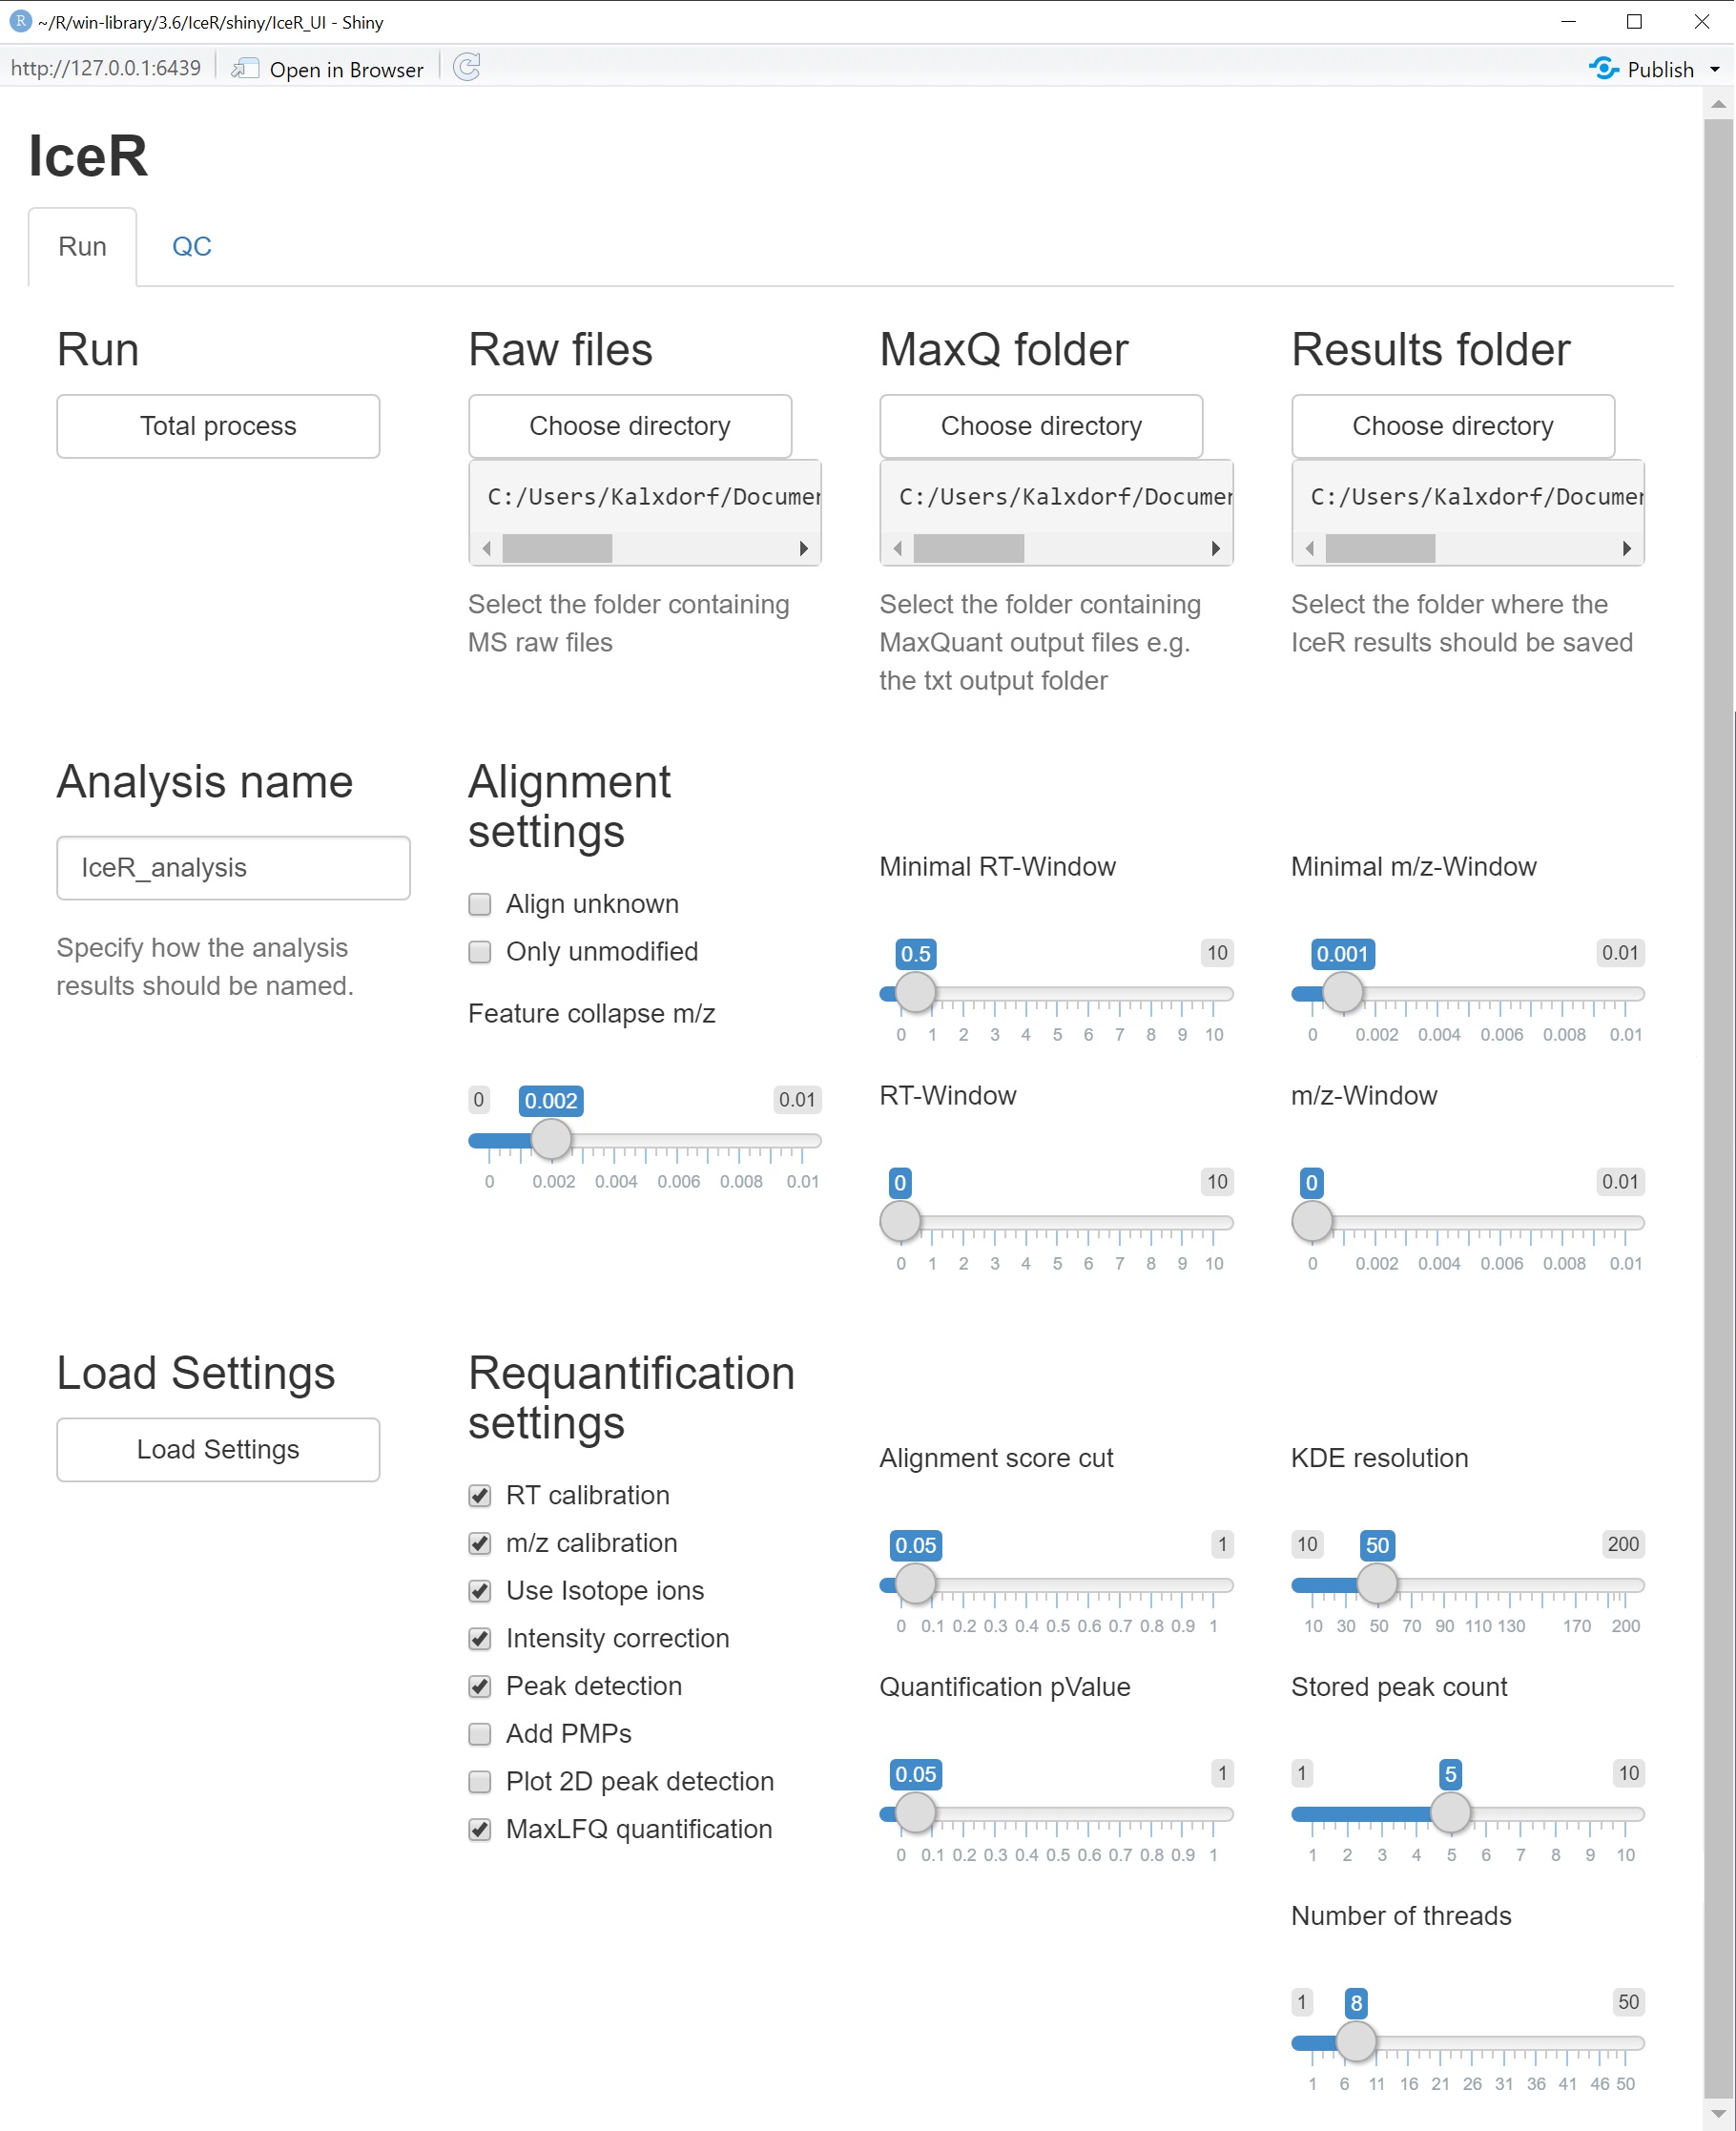 R ~/R/win-library/3.6/IceR/shiny/IceR_UI - Shiny
http://127.0.0.1:6439 Open in Browser Publish
IceR
Run QC
Run
Total process
Raw files
Choose directory
C:/Users/Kalxdorf/Documen
Select the folder containing
MS raw files
MaxQ folder
Choose directory
C:/Users/Kalxdorf/Documen
Select the folder containing
MaxQuant output files e.g.
the txt output folder
Results folder
Choose directory
C:/Users/Kalxdorf/Documen
Select the folder where the
IceR results should be saved
Analysis name
IceR_analysis
Specify how the analysis
results should be named.
Alignment
settings
Align unknown
Only unmodified
Feature collapse m/z
0 0.002 0.01
0 0.002 0.004 0.006 0.008 0.01
Minimal RT-Window
0.5 10
0 1 2 3 4 5 6 7 8 9 10
RT-Window
0 10
0 1 2 3 4 5 6 7 8 9 10
Minimal m/z-Window
0.001 0.01
0 0.002 0.004 0.006 0.008 0.01
m/z-Window
0 0.01
0 0.002 0.004 0.006 0.008 0.01
Load Settings
Load Settings
Requantification
settings
RT calibration
m/z calibration
Use Isotope ions
Intensity correction
Peak detection
Add PMPs
Plot 2D peak detection
MaxLFQ quantification
Alignment score cut
0.05 1
0 0.1 0.2 0.3 0.4 0.5 0.6 0.7 0.8 0.9 1
Quantification pValue
0.05 1
0 0.1 0.2 0.3 0.4 0.5 0.6 0.7 0.8 0.9 1
KDE resolution
10 50 200
10 30 50 70 90 110 130 170 200
Stored peak count
1 5 10
1 2 3 4 5 6 7 8 9 10
Number of threads
1 8 50
1 6 11 16 21 26 31 36 41 46 50